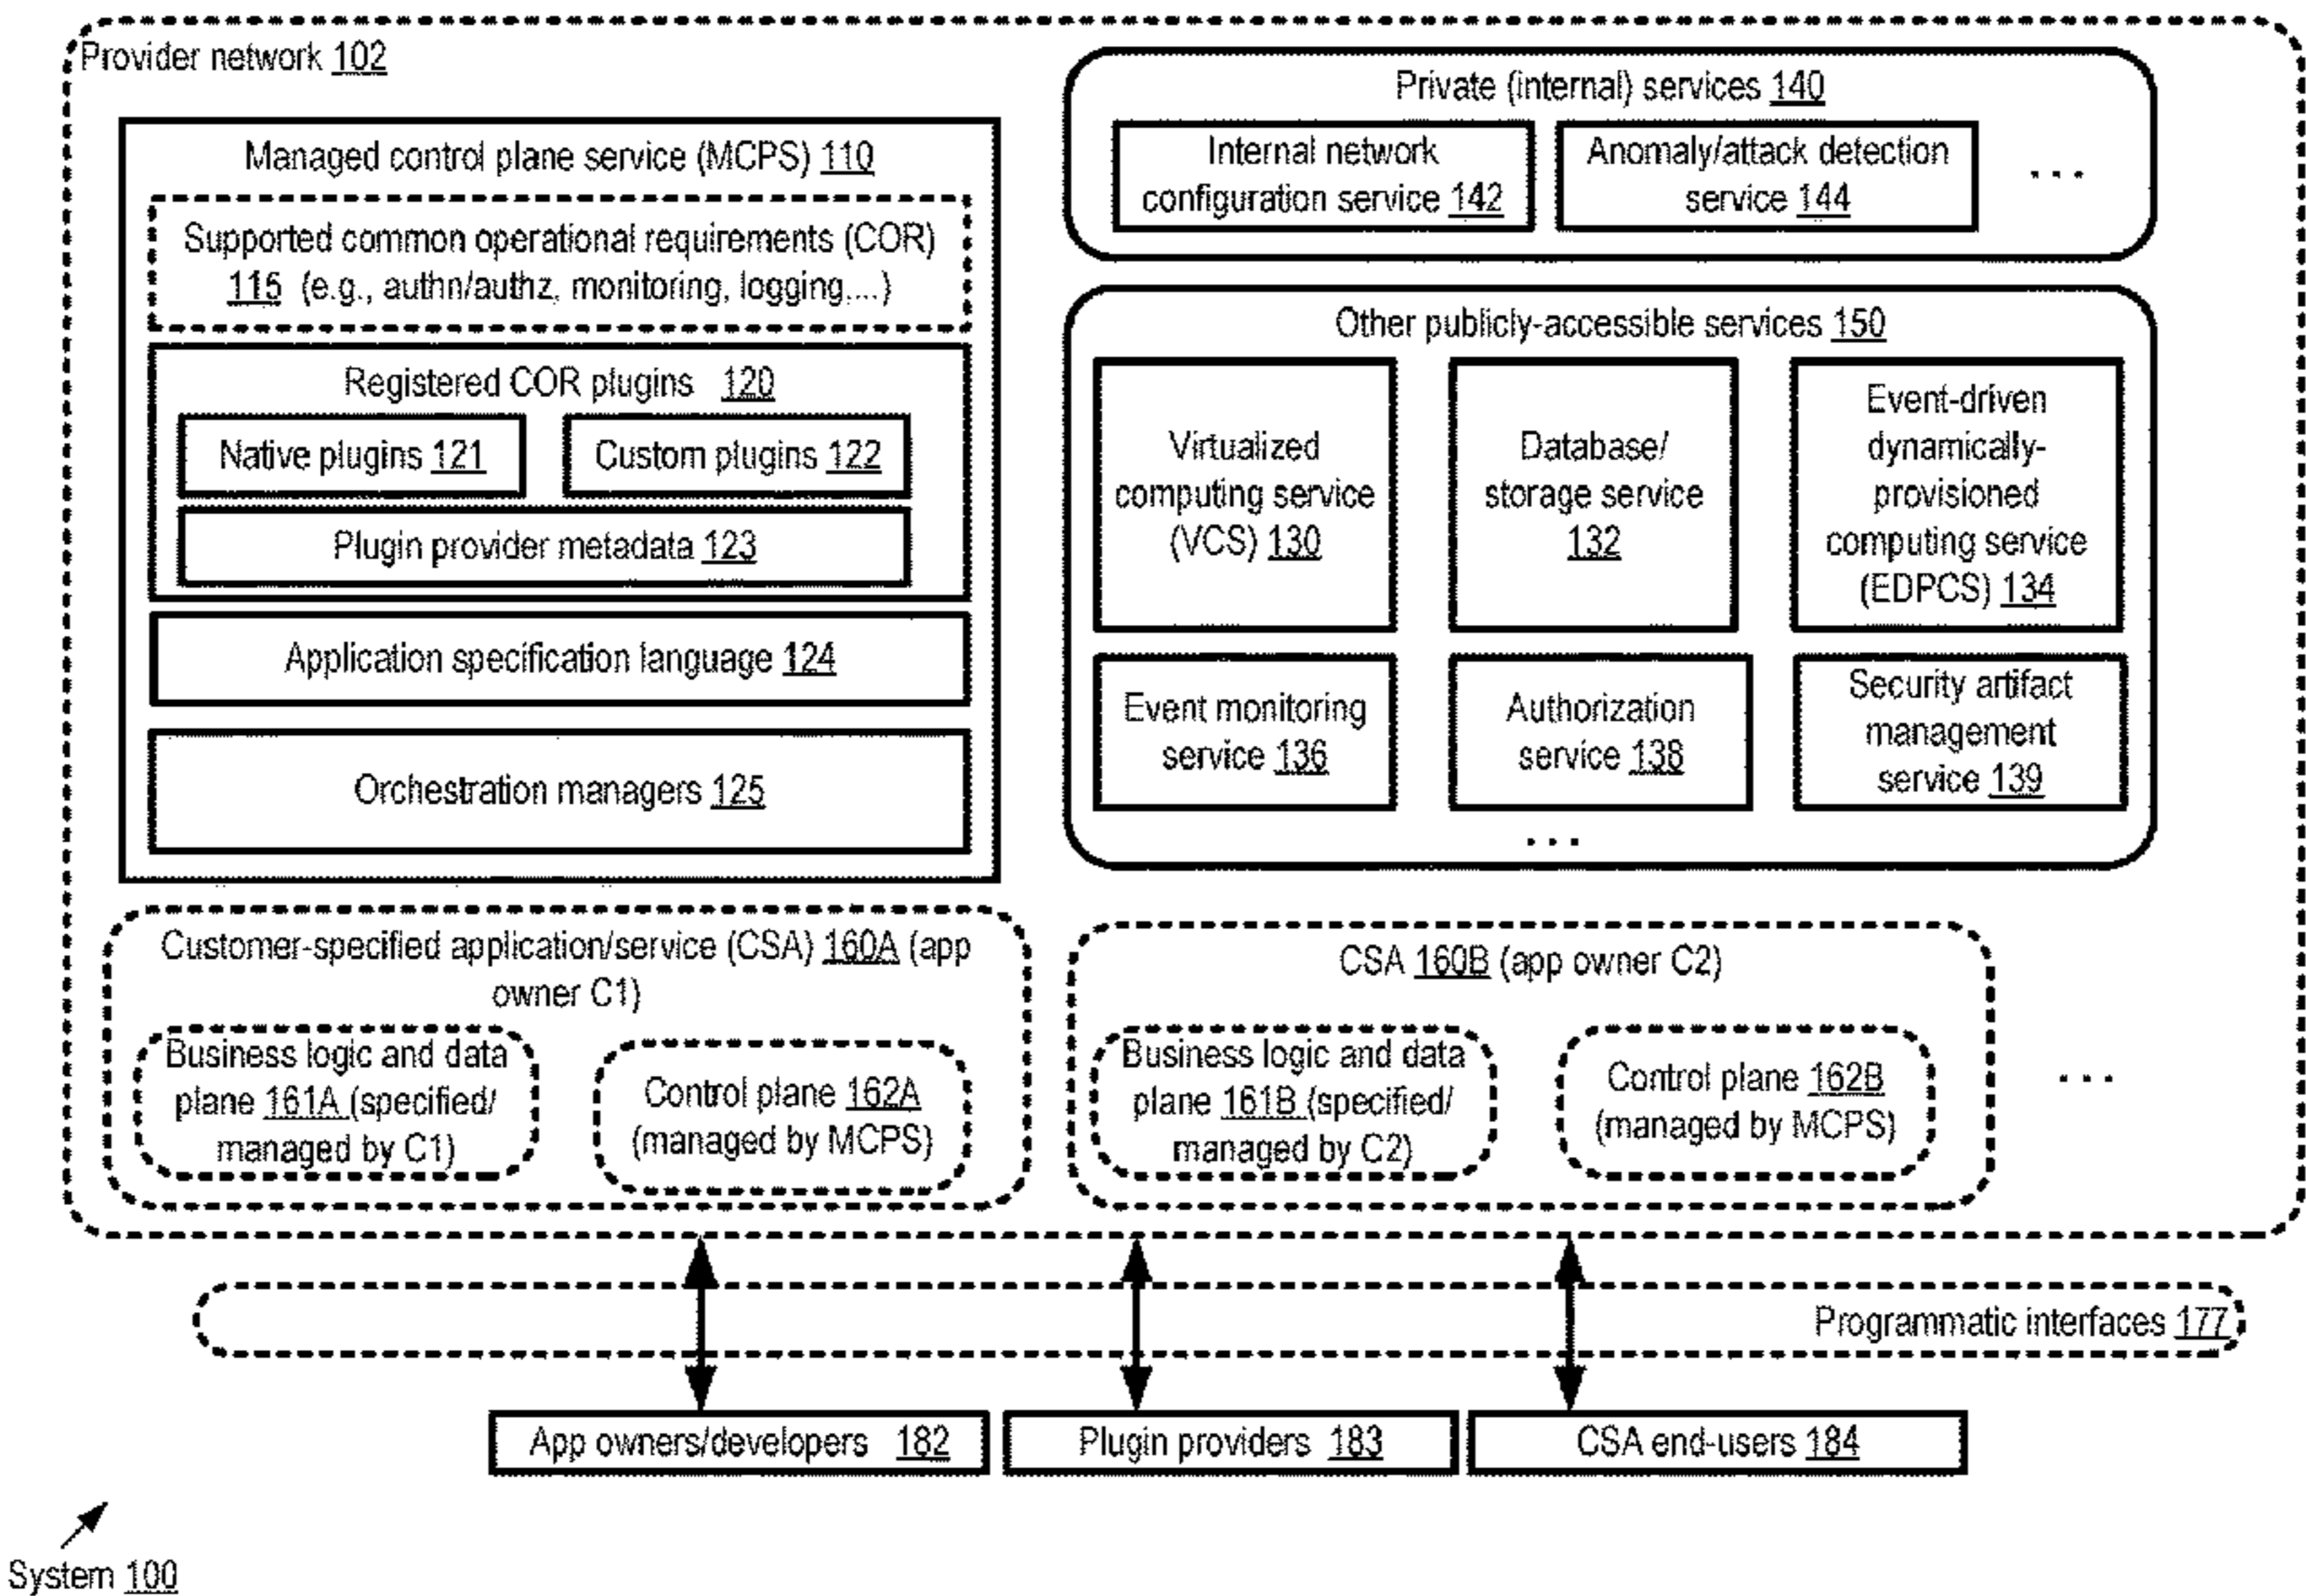 Provider network 102
Managed control plane service (MCPS) 110
Supported common operational requirements (COR)
115 (e.g., authn/authz, monitoring, logging,...)
Registered COR plugins 120
Native plugins 121
Custom plugins 122
Plugin provider metadata 123
Application specification language 124
Orchestration managers 125
Private (internal) services 140
Internal network
configuration service 142
Anomaly/attack detection
service 144
...
Other publicly-accessible services 150
Virtualized
computing service
(VCS) 130
Database/
storage service
132
Event-driven
dynamically-
provisioned
computing service
(EDPCS) 134
Event monitoring
service 136
Authorization
service 138
Security artifact
management
service 139
...
Customer-specified application/service (CSA) 160A (app
owner C1)
Business logic and data
plane 161A (specified/
managed by C1)
Control plane 162A
(managed by MCPS)
CSA 160B (app owner C2)
Business logic and data
plane 161B (specified/
managed by C2)
Control plane 162B
(managed by MCPS)
...
Programmatic interfaces 177
App owners/developers 182
Plugin providers 183
CSA end-users 184
System 100